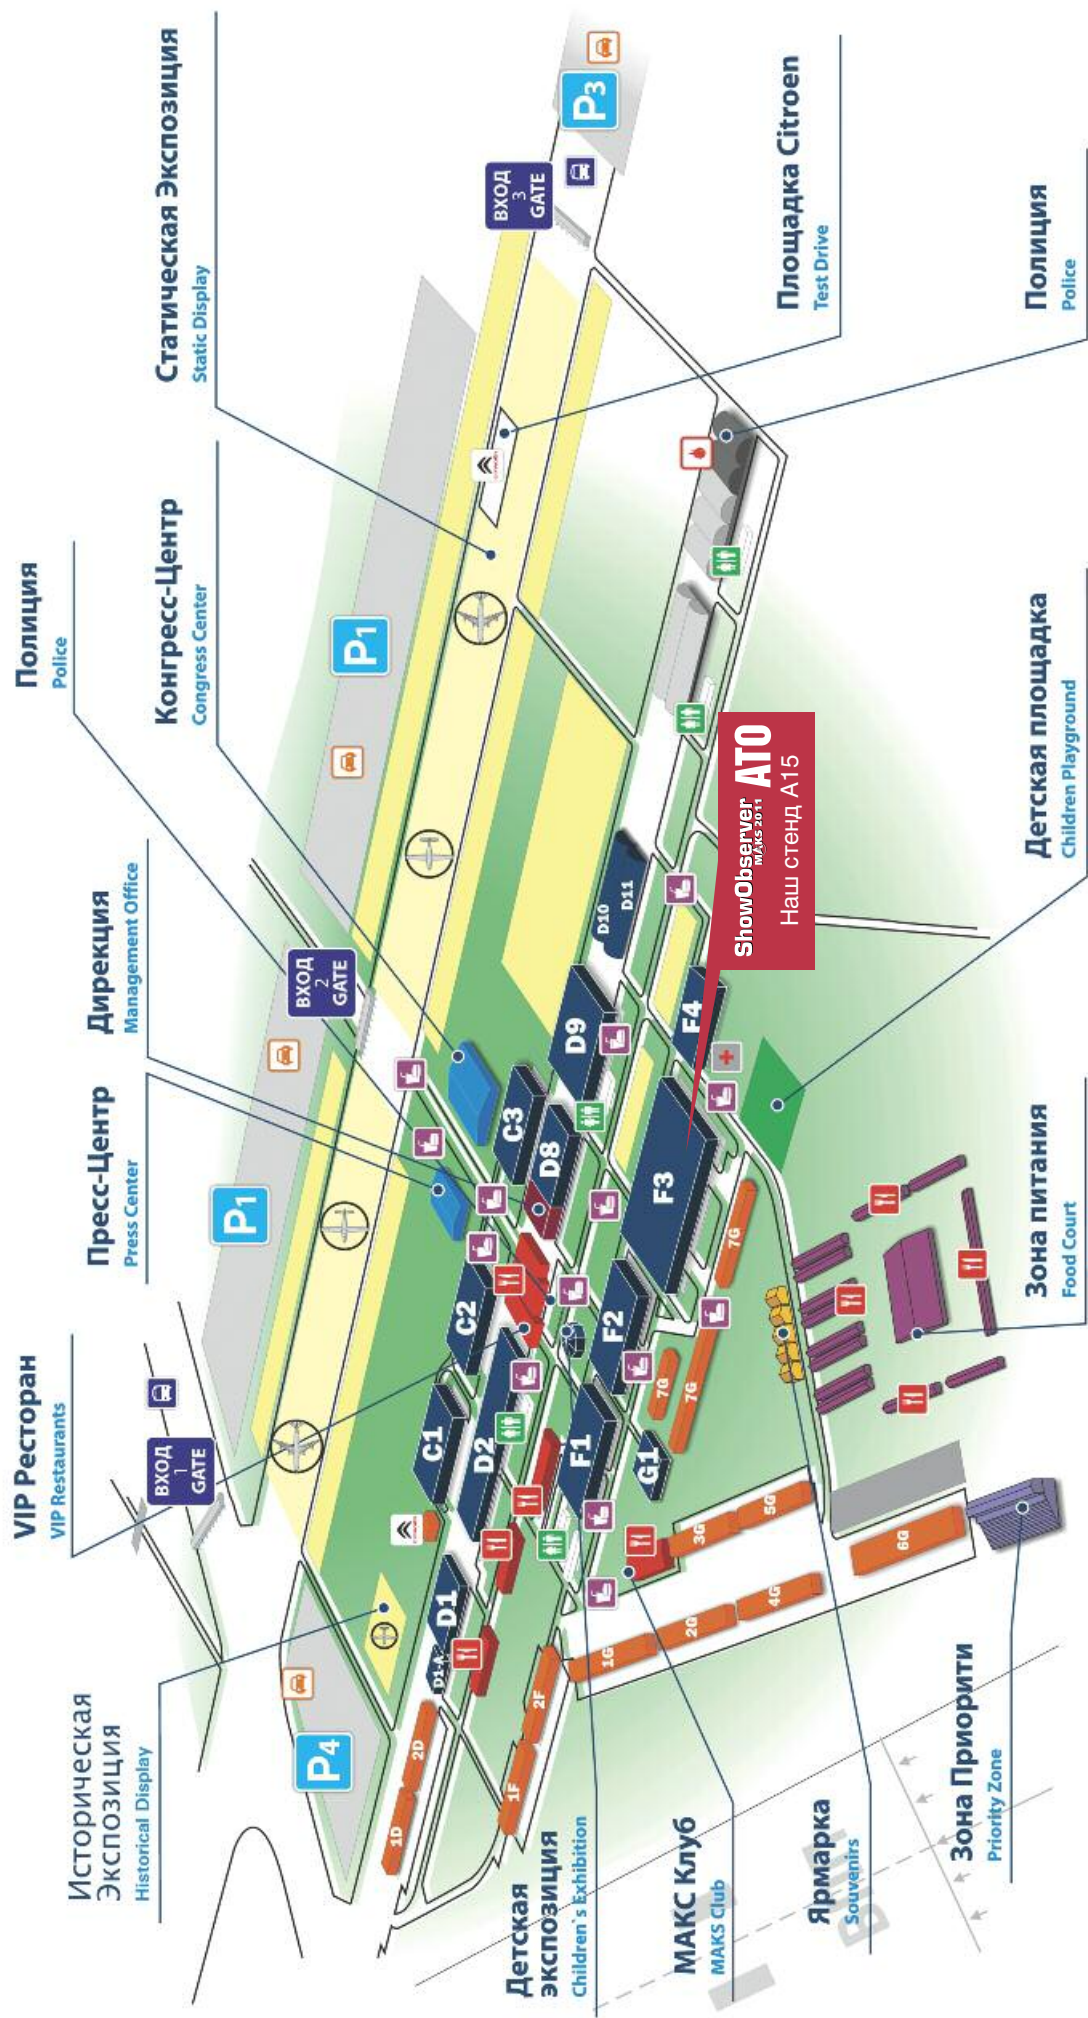 Историческая
Экспозиция
Historical Display
VIP Ресторан
VIP Restaurants
Пресс-Центр
Press Center
Дирекция
Management Office
Полиция
Police
Конгресс-Центр
Congress Center
Статическая Экспозиция
Static Display
ВХОД
1
GATE
ВХОД
2
GATE
ВХОД
3
GATE
P4
P1
P1
P3
1D
2D
D1
C1
C2
D2
C3
D8
D9
D10
D11
1F
2F
F1
F2
F3
F4
G1
7G
7G
7G
1G
2G
3G
4G
5G
6G
ShowObserver
МАКS 2011
АТО
Наш стенд А15
Детская
экспозиция
Children`s Exhibition
МАКС Клуб
MAKS Club
Ярмарка
Souvenirs
Зона Приорити
Priority Zone
Зона питания
Food Court
Детская площадка
Children Playground
Площадка Citroen
Test Drive
Полиция
Police